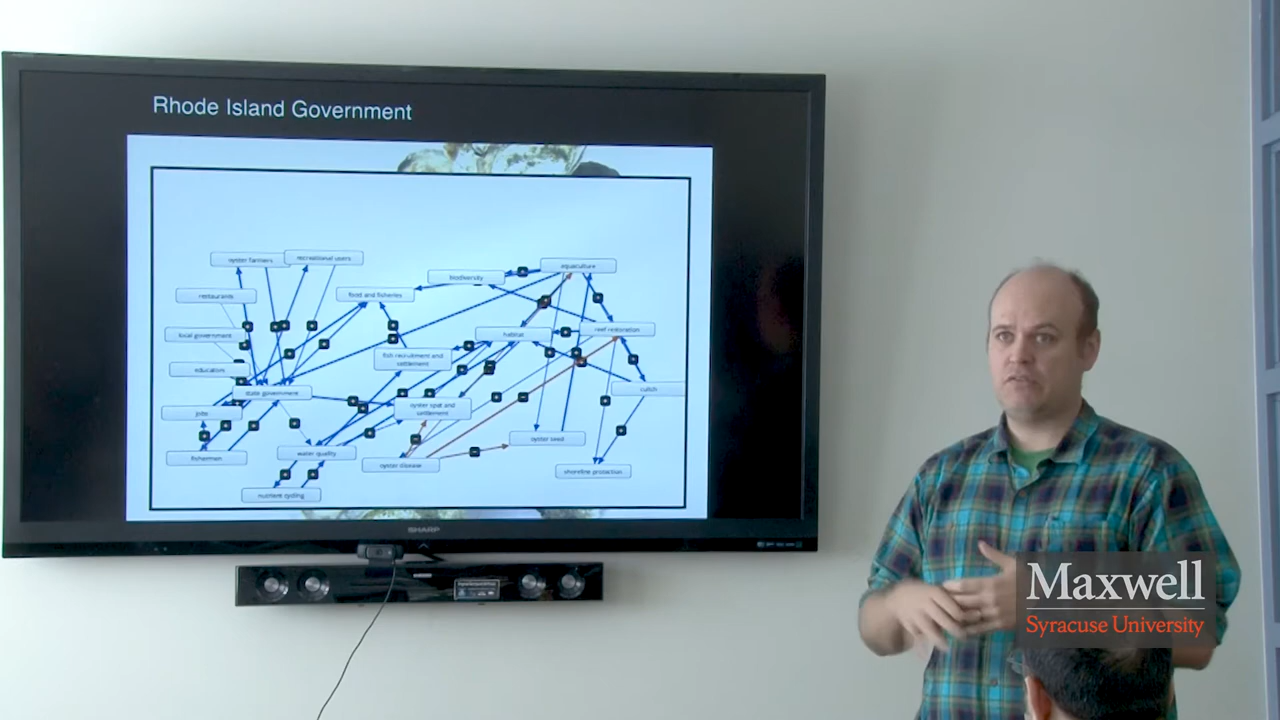 Rhode Island Government
oyster farmers
recreational users
restaurants
food and fisheries
biodiversity
aquaculture
local government
habitat
reef restoration
fish recruitment and
settlement
educators
state government
cultch
jobs
oyster spat and
settlement
oyster seed
fishermen
water quality
oyster disease
shoreline protection
nutrient cycling
SHARP
Maxwell
Syracuse University